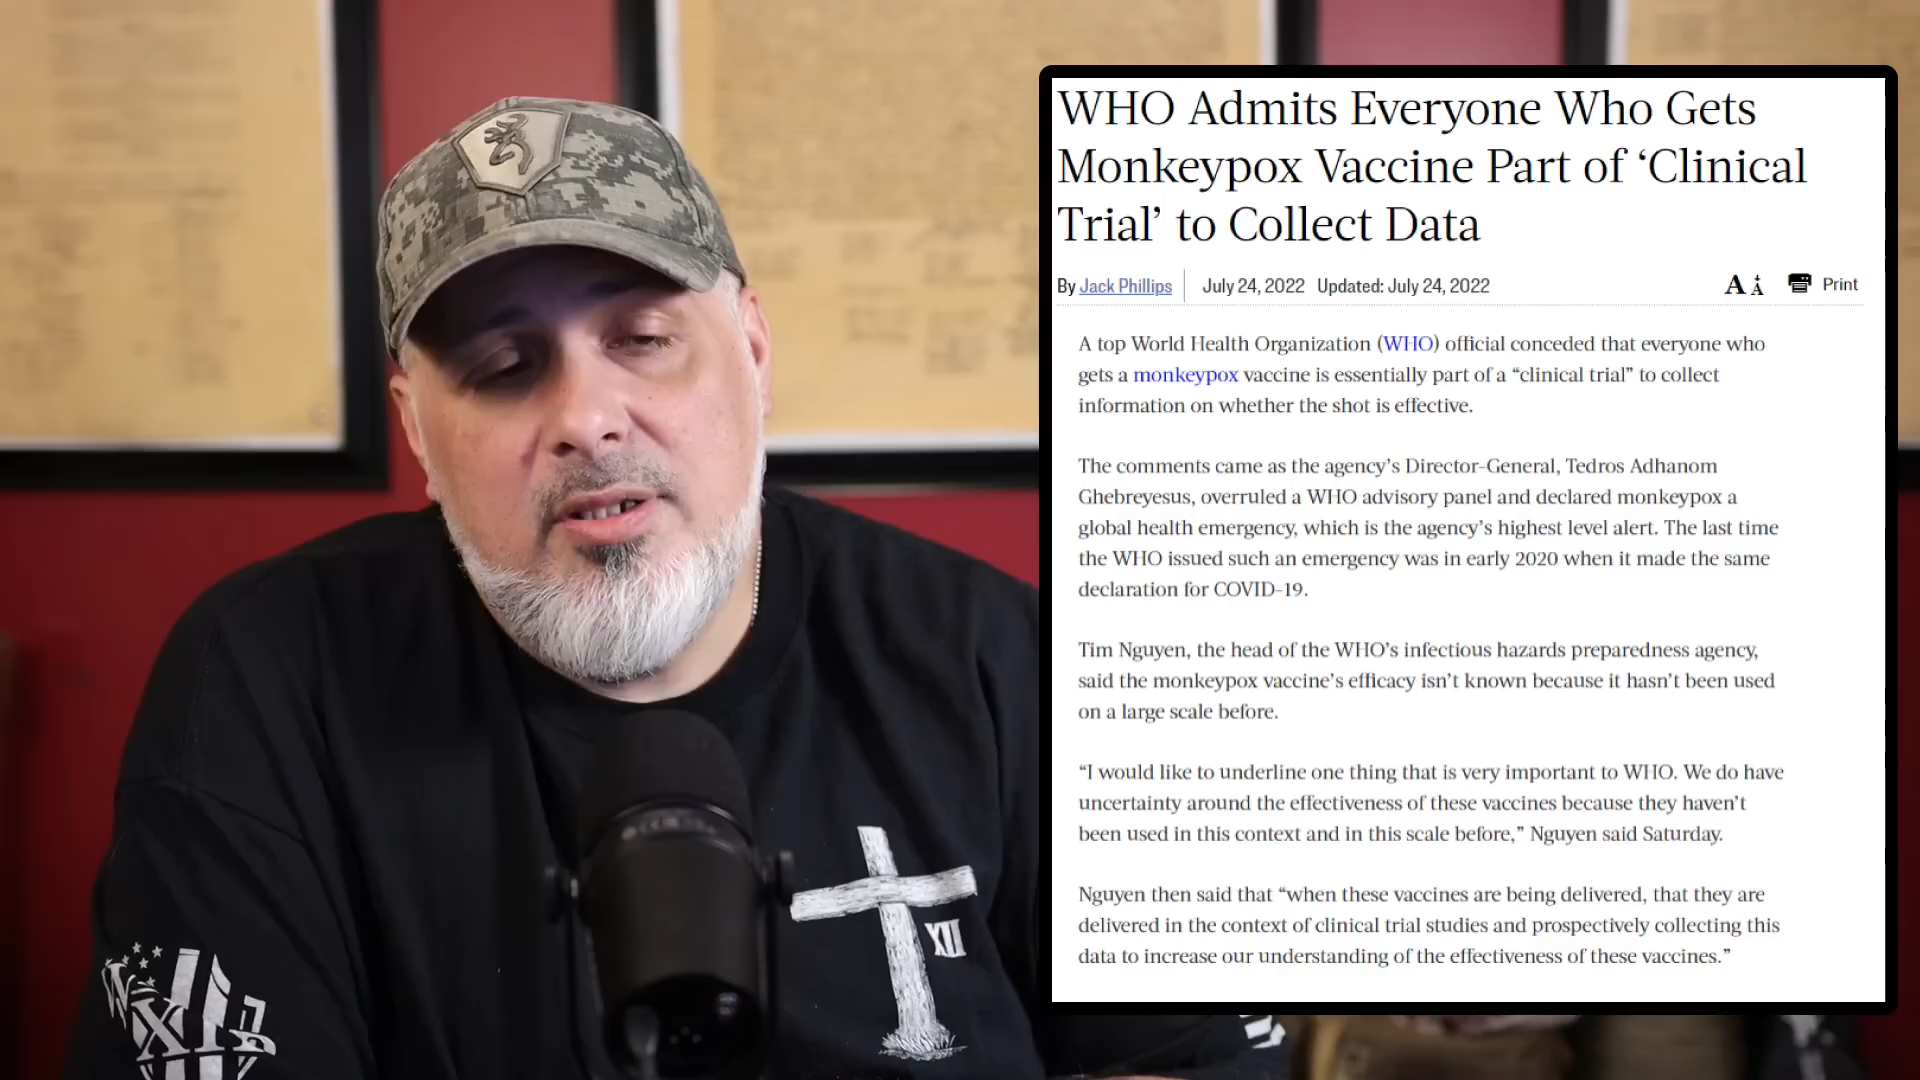 WHO Admits Everyone Who Gets
Monkeypox Vaccine Part of ‘Clinical
Trial’ to Collect Data
By Jack Phillips July 24, 2022 Updated: July 24, 2022 Print
A top World Health Organization (WHO) official conceded that everyone who
gets a monkeypox vaccine is essentially part of a “clinical trial” to collect
information on whether the shot is effective.
The comments came as the agency’s Director-General, Tedros Adhanom
Ghebreyesus, overruled a WHO advisory panel and declared monkeypox a
global health emergency, which is the agency’s highest level alert. The last time
the WHO issued such an emergency was in early 2020 when it made the same
declaration for COVID-19.
Tim Nguyen, the head of the WHO’s infectious hazards preparedness agency,
said the monkeypox vaccine’s efficacy isn’t known because it hasn’t been used
on a large scale before.
“I would like to underline one thing that is very important to WHO. We do have
uncertainty around the effectiveness of these vaccines because they haven’t
been used in this context and in this scale before,” Nguyen said Saturday.
Nguyen then said that “when these vaccines are being delivered, that they are
delivered in the context of clinical trial studies and prospectively collecting this
data to increase our understanding of the effectiveness of these vaccines.”
XII